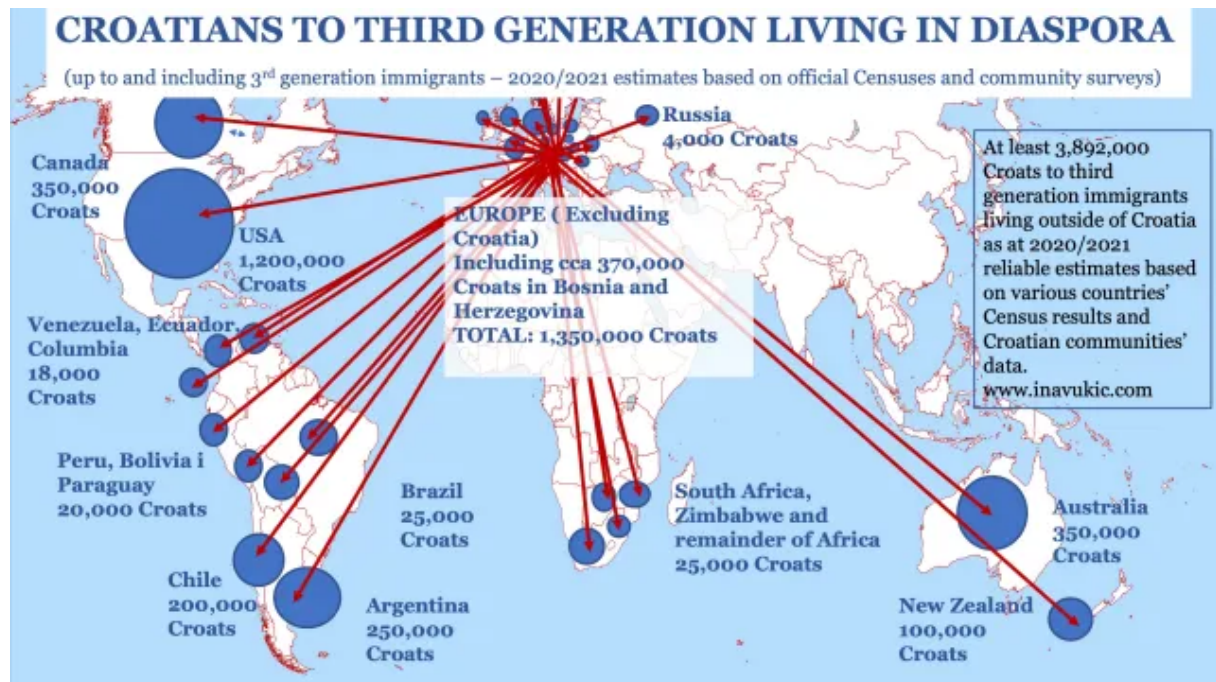 CROATIANS TO THIRD GENERATION LIVING IN DIASPORA
(up to and including 3rd generation immigrants – 2020/2021 estimates based on official Censuses and community surveys)
Canada
350,000
Croats
USA
1,200,000
Croats
Russia
4,000 Croats
EUROPE ( Excluding
Croatia)
Including cca 370,000
Croats in Bosnia and
Herzegovina
TOTAL: 1,350,000 Croats
At least 3,892,000
Croats to third
generation immigrants
living outside of Croatia
as at 2020/2021
reliable estimates based
on various countries'
Census results and
Croatian communities'
data.
www.inavukic.com
Venezuela, Ecuador,
Columbia
18,000
Croats
Peru, Bolivia i
Paraguay
20,000 Croats
Brazil
25,000
Croats
South Africa,
Zimbabwe and
remainder of Africa
25,000 Croats
Australia
350,000
Croats
Chile
200,000
Croats
Argentina
250,000
Croats
New Zealand
100,000
Croats